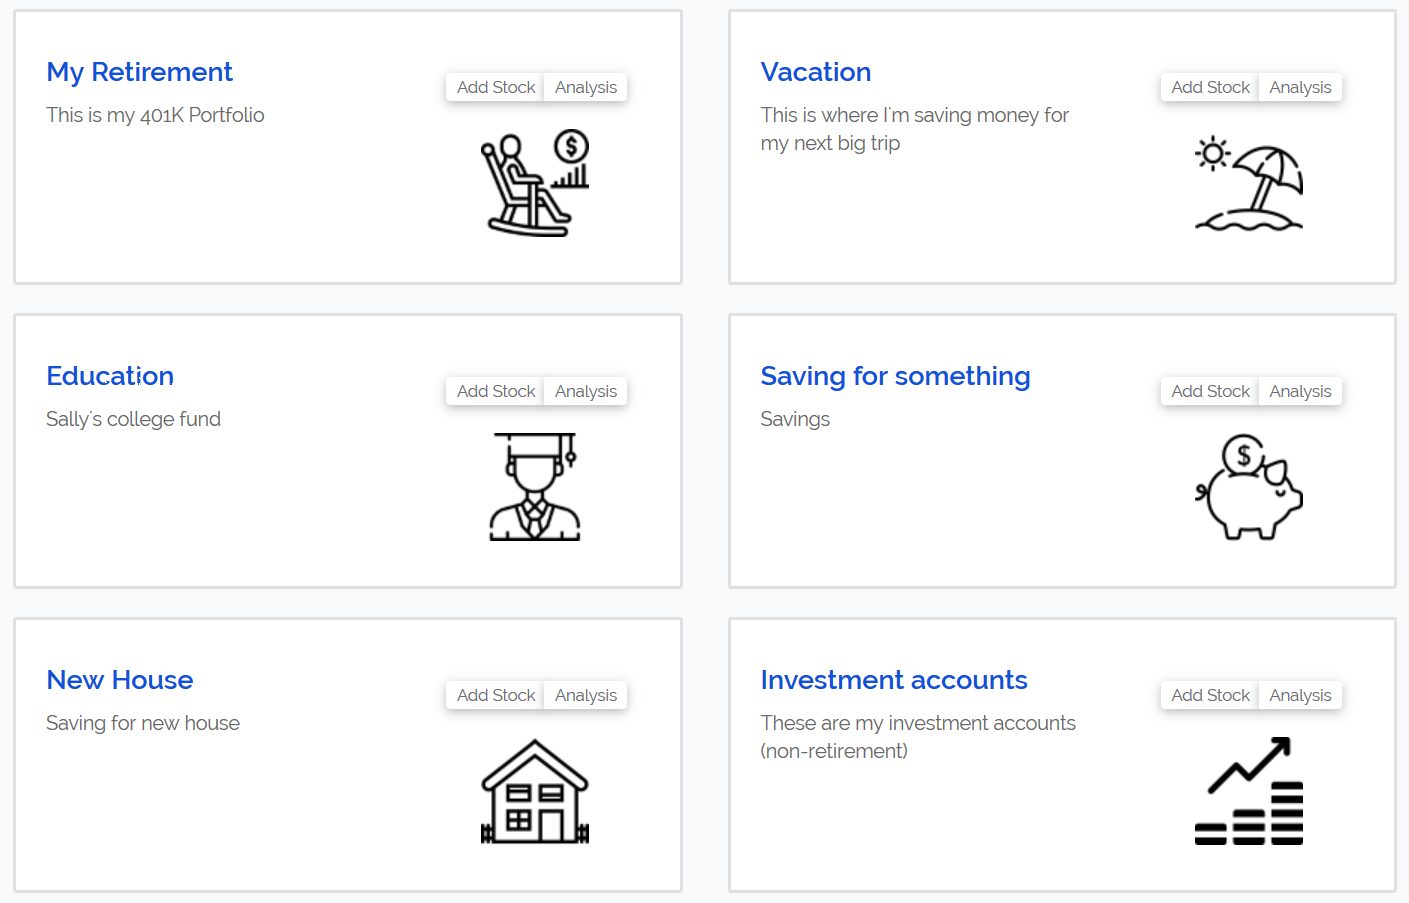 My Retirement
Add Stock Analysis
This is my 401K Portfolio
$
Vacation
Add Stock Analysis
This is where I'm saving money for
my next big trip
Education
Add Stock Analysis
Sally's college fund
Saving for something
Add Stock Analysis
Savings
$
New House
Add Stock Analysis
Saving for new house
Investment accounts
Add Stock Analysis
These are my investment accounts
(non-retirement)